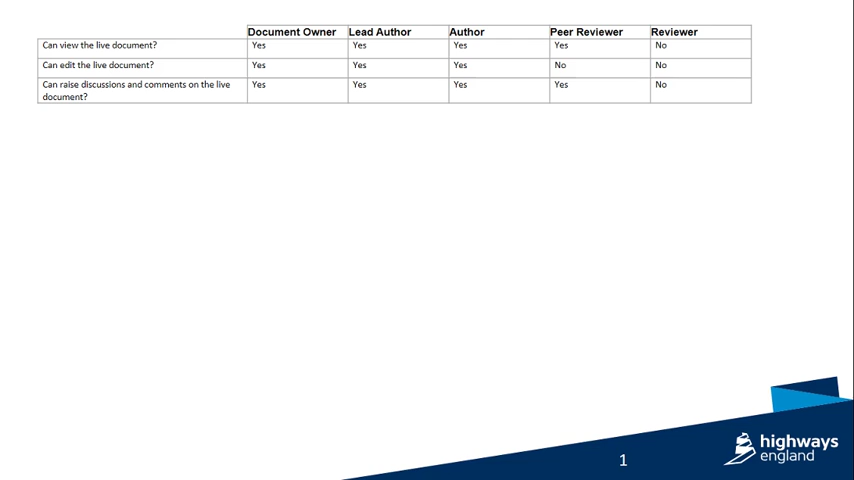 Document Owner Lead Author Author Peer Reviewer Reviewer
Can view the live document? Yes Yes Yes Yes No
Can edit the live document? Yes Yes Yes No No
Can raise discussions and comments on the live Yes Yes Yes Yes No
document?
highways
england
1